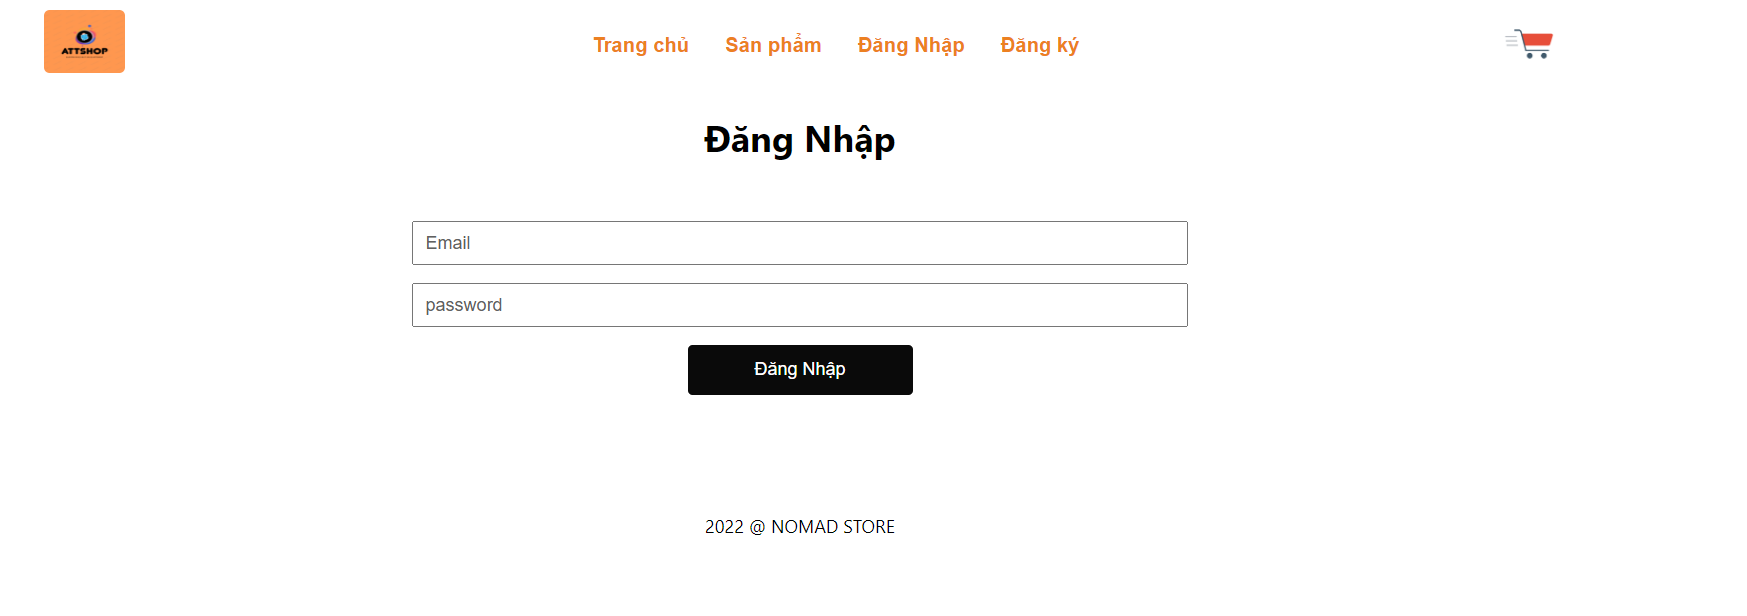 ATTSHOP
Trang chủ Sản phẩm Đăng Nhập Đăng ký
Đăng Nhập
Email
password
Đăng Nhập
2022 @ NOMAD STORE